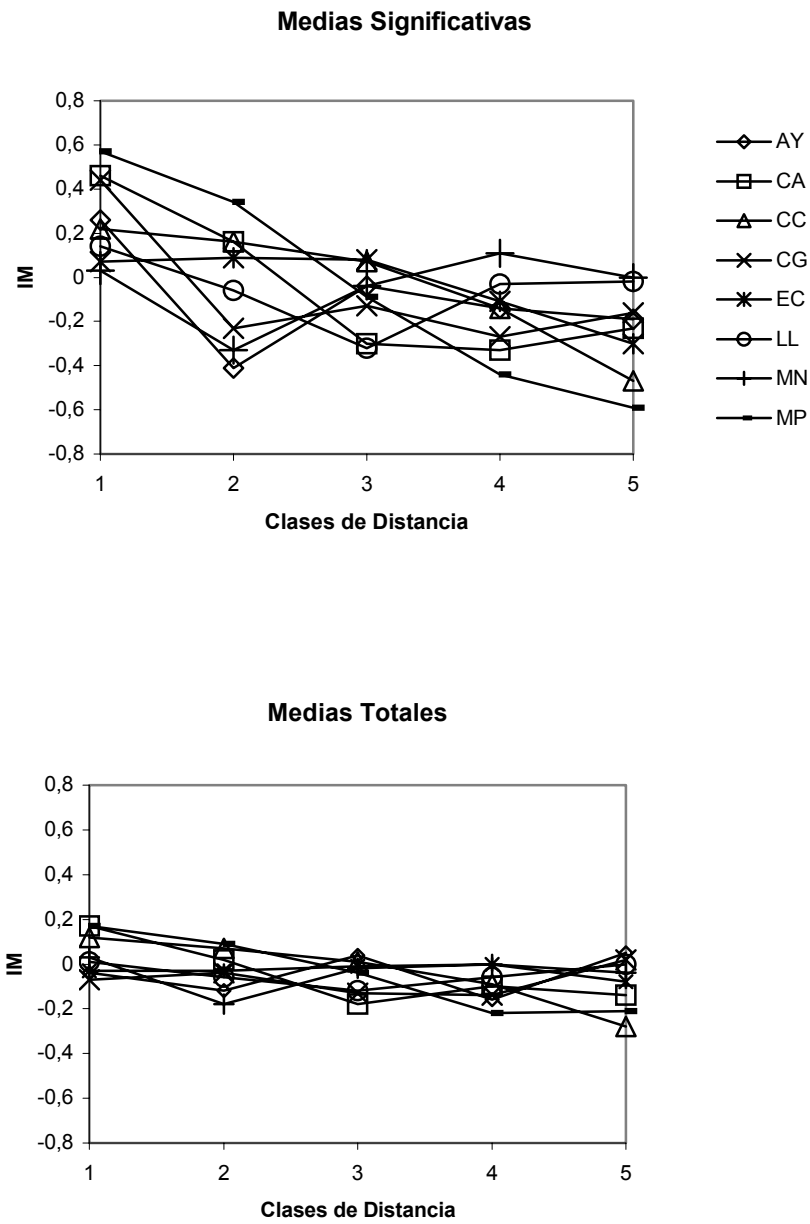 Medias Significativas
0,8
0,6
0,4
0,2
0
-0,2
-0,4
-0,6
-0,8
IM
1 2 3 4 5
Clases de Distancia
AY
CA
CC
CG
EC
LL
MN
MP
Medias Totales
0,8
0,6
0,4
0,2
0
-0,2
-0,4
-0,6
-0,8
IM
1 2 3 4 5
Clases de Distancia